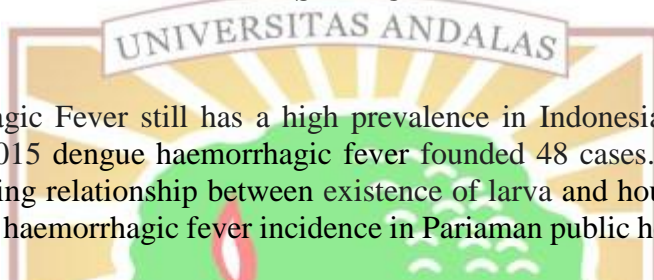 UNIVERSITAS ANDALAS
agic Fever still has a high prevalence in Indonesia
015 dengue haemorrhagic fever founded 48 cases.
ing relationship between existence of larva and hou
haemorrhagic fever incidence in Pariaman public h